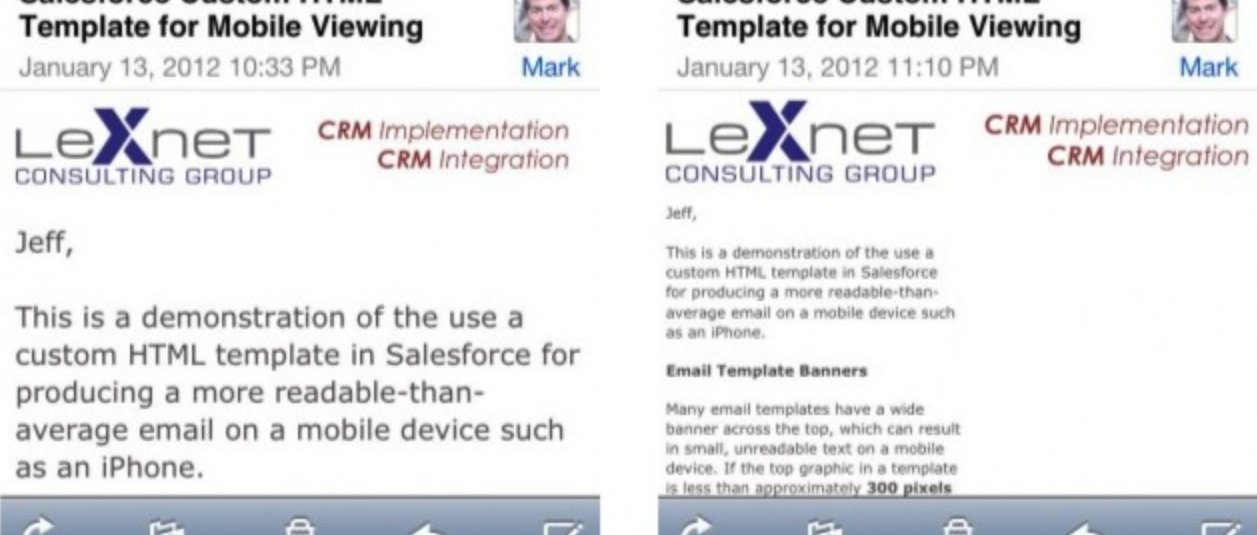 Salesforce Custom HTML
Template for Mobile Viewing
January 13, 2012 10:33 PM
Mark
LeXnet
CONSULTING GROUP
CRM Implementation
CRM Integration
Jeff,
This is a demonstration of the use a
custom HTML template in Salesforce for
producing a more readable-than-
average email on a mobile device such
as an iPhone.
Salesforce Custom HTML
Template for Mobile Viewing
January 13, 2012 11:10 PM
Mark
LeXnet
CONSULTING GROUP
CRM Implementation
CRM Integration
Jeff,
This is a demonstration of the use a
custom HTML template in Salesforce
for producing a more readable-than-
average email on a mobile device such
as an iPhone.
Email Template Banners
Many email templates have a wide
banner across the top, which can result
in small, unreadable text on a mobile
device. If the top graphic in a template
is less than approximately 300 pixels